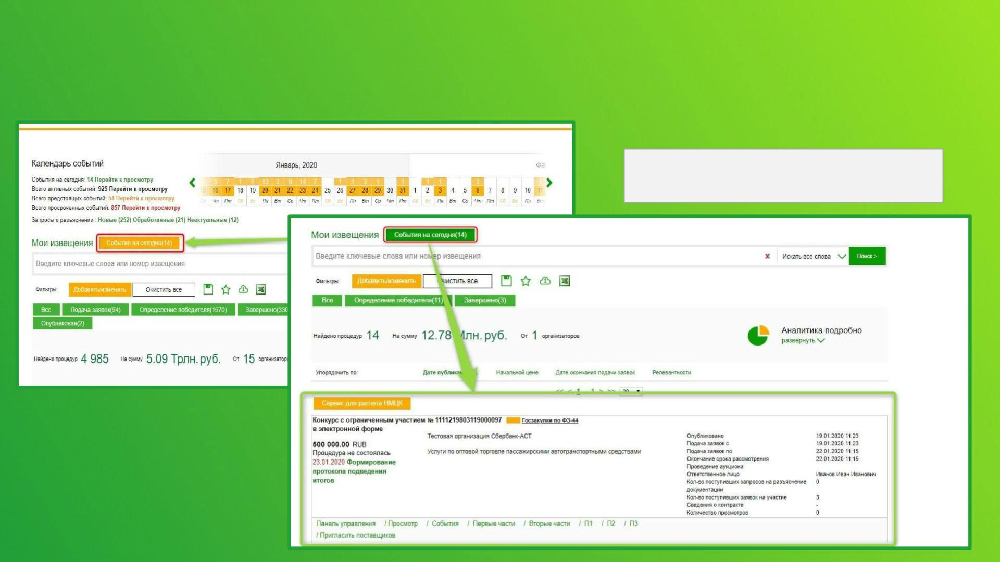 Календарь событий
События на сегодня: 14 Перейти к просмотру
Всего активных событий: 925 Перейти к просмотру
Всего предстоящих событий: 54 Перейти к просмотру
Всего просроченных событий: 857 Перейти к просмотру
Запросы о разъяснении : Новые (252) Обработанные (21) Неактуальные (12)
Январь, 2020
Фе
3 7 1 5 13 3 9 14 7 1 1 3 1 1 1 1 3
15 16 17 18 19 20 21 22 23 24 25 26 27 28 29 30 31 1 2 3 4 5 6 7 8 9 10 11
Ср Чт Пт Сб Вс Пн Вт Ср Чт Пт Сб Вс Пн Вт Ср Чт Пт Сб Вс Пн Вт Ср Чт Пт Сб Вс Пн Вт
Мои извещения События на сегодня(14)
Введите ключевые слова или номер извещения
Фильтры: Добавить/изменить Очистить все
Все Подача заявок(54) Определение победителя(1570) Завершено(330
Опубликован(2)
Найдено процедур 4 985 На сумму 5.09 Трлн. руб. От 15 организаторо
Мои извещения События на сегодня(14)
Введите ключевые слова или номер извещения x Искать все слова Поиск >
Фильтры: Добавить/изменить Очистить все
Все Определение победителя(11) Завершено(3)
Найдено процедур 14 На сумму 12.78 Млн. руб. От 1 организаторов
Аналитика подробно
развернуть
Упорядочить по: Дате публикац Начальной цене Дате окончания подачи заявок Релевантности
<< < 1 .. 1 > >> 20
Сервис для расчета НМЦК
Конкурс с ограниченным участием № 1111219803119000097 Госзакупки по ФЗ-44
в электронной форме
500 000.00 RUB
Процедура не состоялась
23.01.2020 Формирование
протокола подведения
итогов
Тестовая организация Сбербанк-АСТ
Услуги по оптовой торговле пассажирскими автотранспортными средствами
Опубликовано 19.01.2020 11:23
Подача заявок с 19.01.2020 11:23
Подача заявок по 22.01.2020 11:15
Окончание срока рассмотрения 22.01.2020 11:15
Проведение аукциона
Ответственное лицо Иванов Иван Иванович
Кол-во поступивших запросов на разъяснение 0
документации
Кол-во поступивших заявок на участие 3
Сведения о контракте -
Количество просмотров 0
Панель управления / Просмотр / События / Первые части / Вторые части / П1 / П2 / П3
/ Пригласить поставщиков